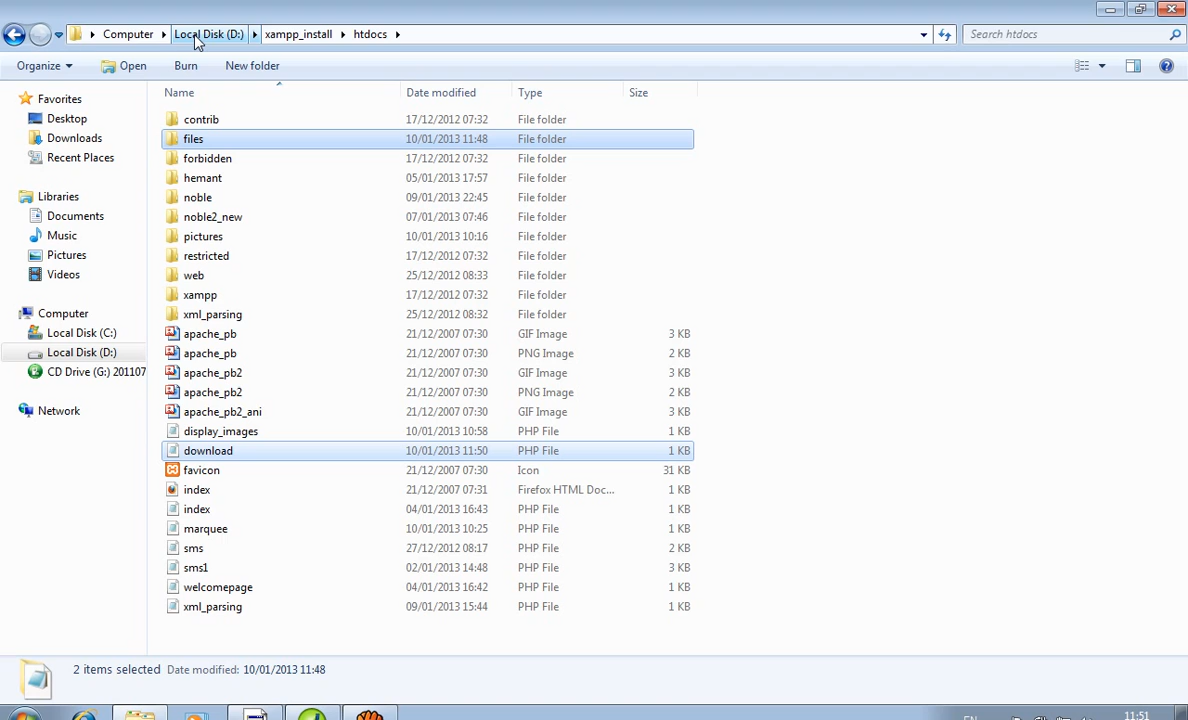 Computer Local Disk (D:) xampp_install htdocs Search htdocs
Organize Open Burn New folder
Favorites
Desktop
Downloads
Recent Places
Libraries
Documents
Music
Pictures
Videos
Computer
Local Disk (C:)
Local Disk (D:)
CD Drive (G:) 201107
Network
Name Date modified Type Size
contrib 17/12/2012 07:32 File folder
files 10/01/2013 11:48 File folder
forbidden 17/12/2012 07:32 File folder
hemant 05/01/2013 17:57 File folder
noble 09/01/2013 22:45 File folder
noble2_new 07/01/2013 07:46 File folder
pictures 10/01/2013 10:16 File folder
restricted 17/12/2012 07:32 File folder
web 25/12/2012 08:33 File folder
xampp 17/12/2012 07:32 File folder
xml_parsing 25/12/2012 08:32 File folder
apache_pb 21/12/2007 07:30 GIF Image 3 KB
apache_pb 21/12/2007 07:30 PNG Image 2 KB
apache_pb2 21/12/2007 07:30 GIF Image 3 KB
apache_pb2 21/12/2007 07:30 PNG Image 2 KB
apache_pb2_ani 21/12/2007 07:30 GIF Image 3 KB
display_images 10/01/2013 10:58 PHP File 1 KB
download 10/01/2013 11:50 PHP File 1 KB
favicon 21/12/2007 07:30 Icon 31 KB
index 21/12/2007 07:31 Firefox HTML Doc... 1 KB
index 04/01/2013 16:43 PHP File 1 KB
marquee 10/01/2013 10:25 PHP File 1 KB
sms 27/12/2012 08:17 PHP File 2 KB
sms1 02/01/2013 14:48 PHP File 3 KB
welcomepage 04/01/2013 16:42 PHP File 1 KB
xml_parsing 09/01/2013 15:44 PHP File 1 KB
2 items selected Date modified: 10/01/2013 11:48
EN 11:51